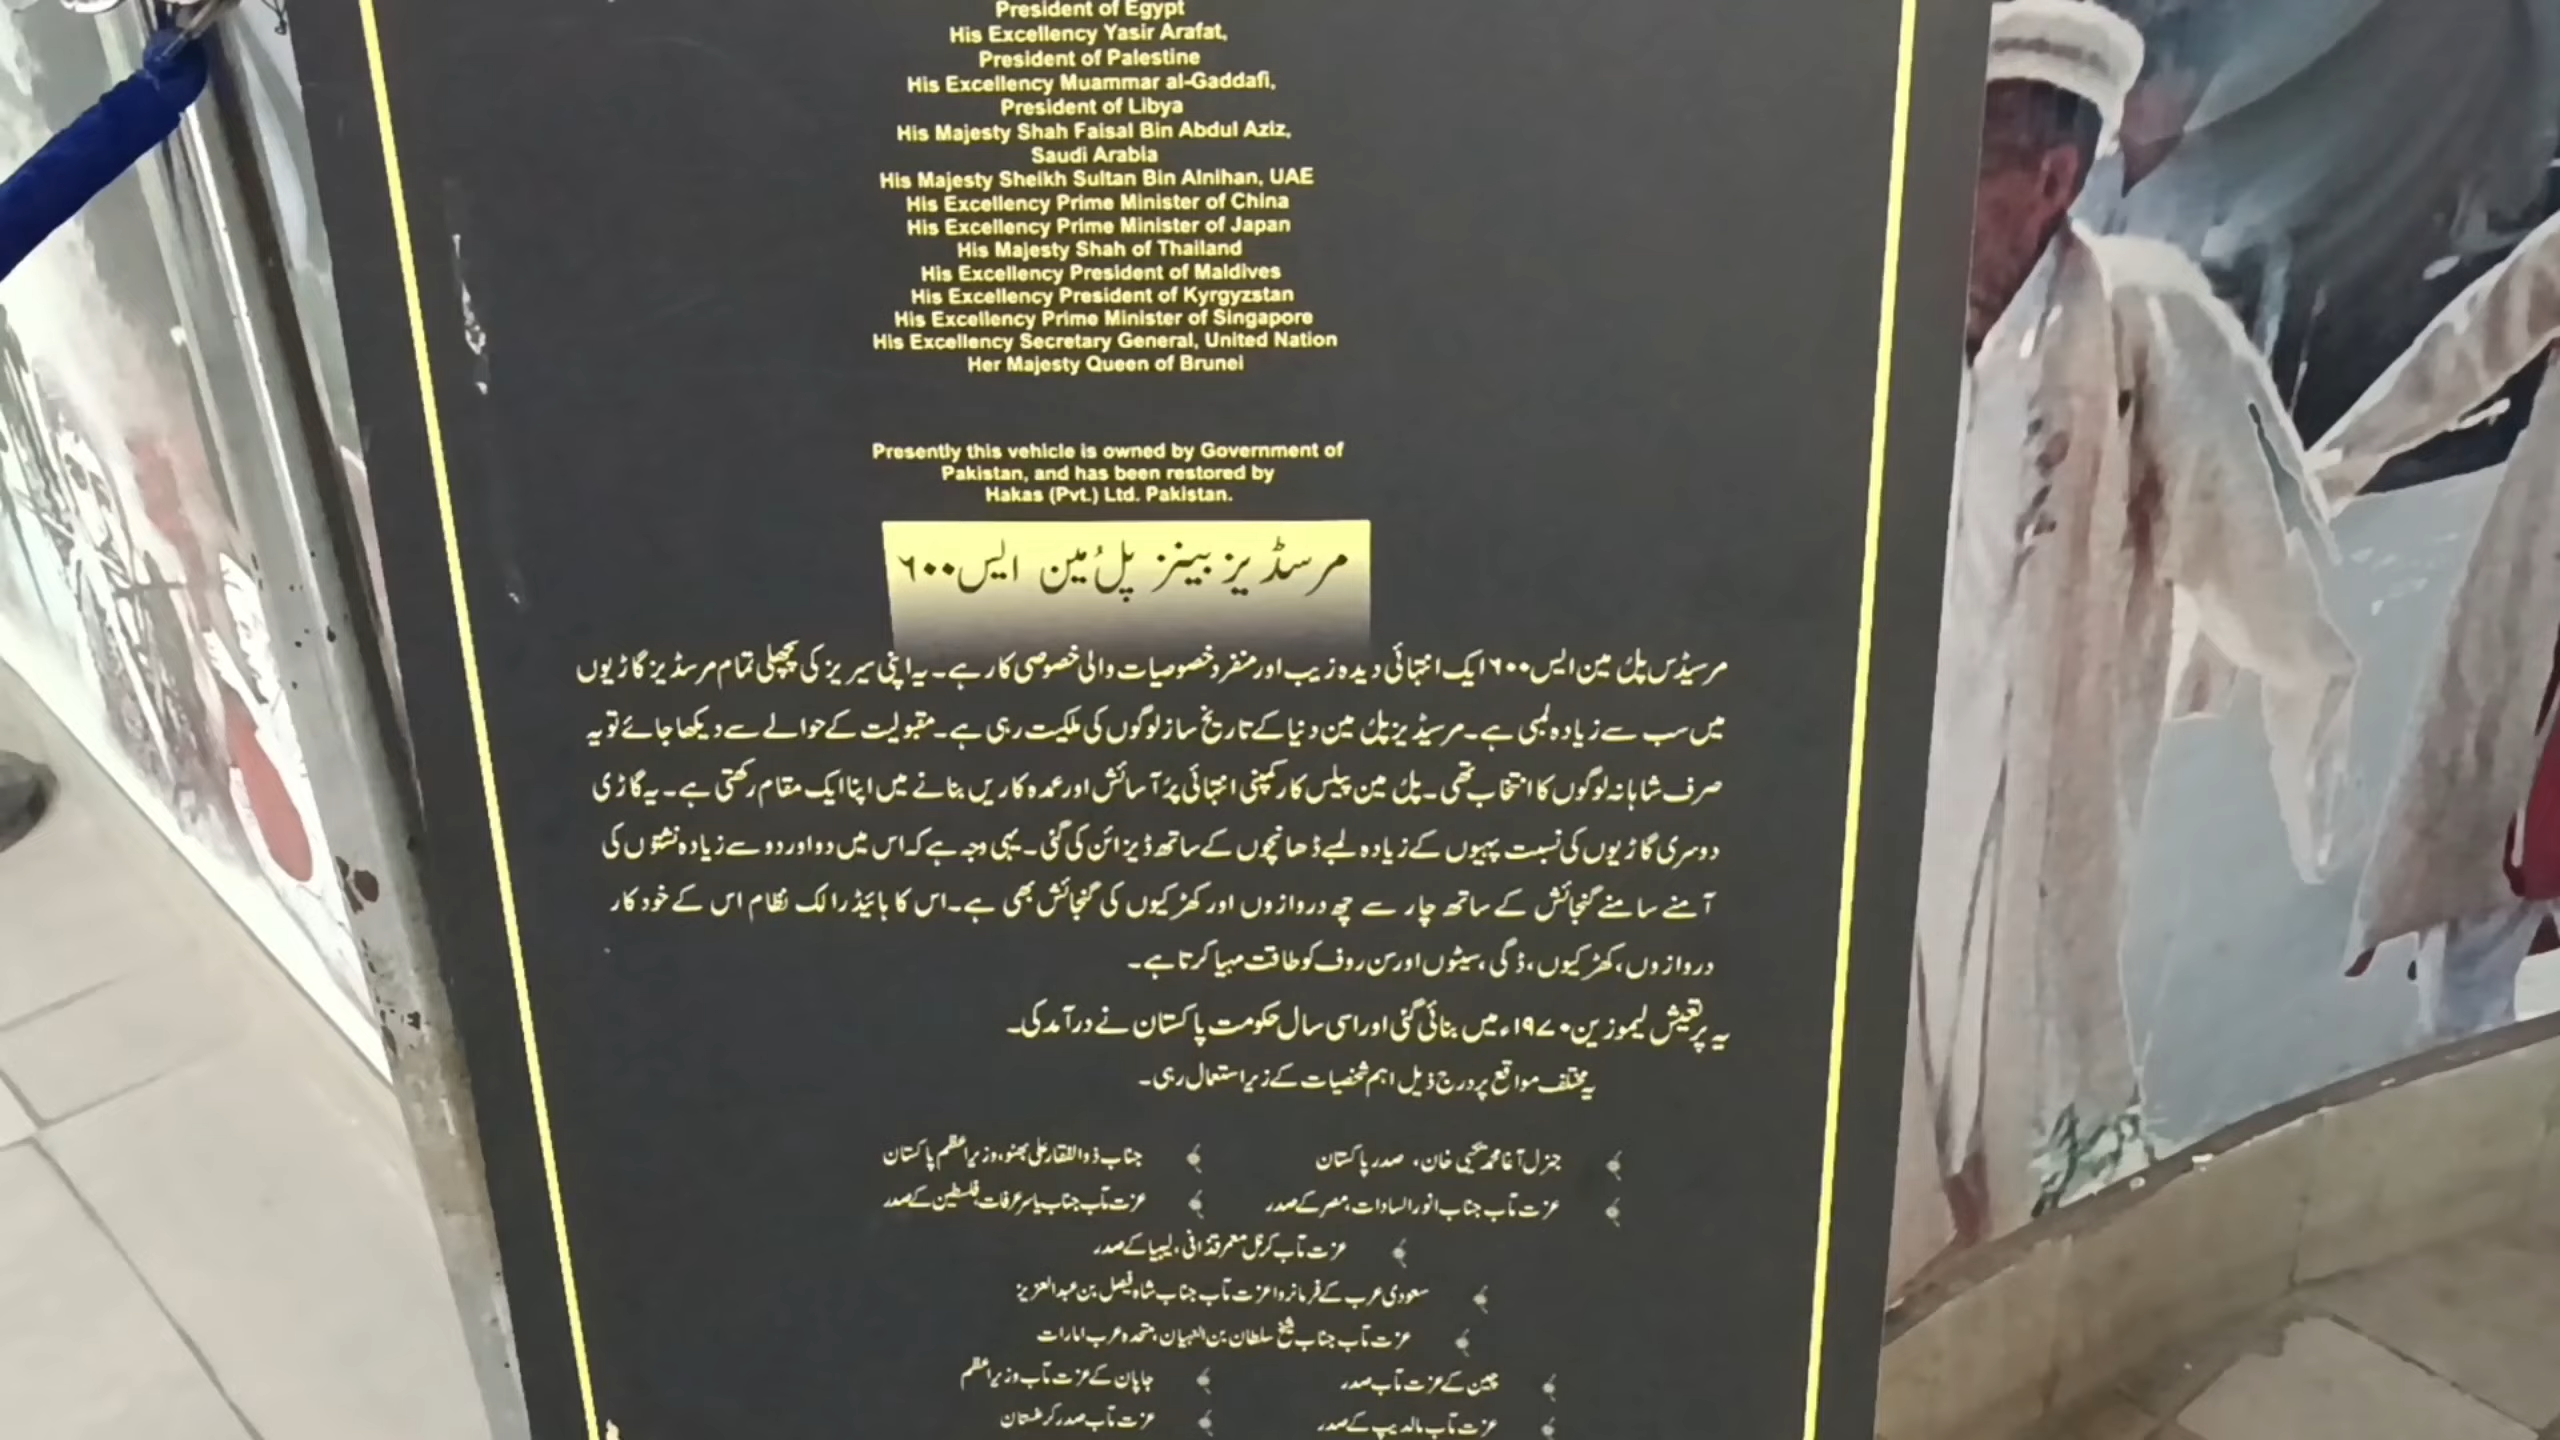 President of Egypt
His Excellency Yasir Arafat,
President of Palestine
His Excellency Muammar al-Gaddafi,
President of Libya
His Majesty Shah Faisal Bin Abdul Aziz,
Saudi Arabia
His Majesty Sheikh Sultan Bin Alnihan, UAE
His Excellency Prime Minister of China
His Excellency Prime Minister of Japan
His Majesty Shah of Thailand
His Excellency President of Maldives
His Excellency President of Kyrgyzstan
His Excellency Prime Minister of Singapore
His Excellency Secretary General, United Nation
Her Majesty Queen of Brunei
Presently this vehicle is owned by Government of
Pakistan, and has been restored by
Hakas (Pvt.) Ltd. Pakistan.
مرسڈیز بینز پلُ مین ایس ۶۰۰
مرسیڈس پلُ مین ایس ۶۰۰ ایک انتہائی دیدہ زیب اور منفرد خصوصیات والی خصوصی کار ہے۔ یہ اپنی سیریز کی پچھلی تمام مرسڈیز گاڑیوں
میں سب سے زیادہ لمبی ہے۔ مرسیڈیز پلُ مین دنیا کے تاریخ ساز لوگوں کی ملکیت رہی ہے۔ مقبولیت کے حوالے سے دیکھا جائے تو یہ
صرف شاہانہ لوگوں کا انتخاب تھی۔ پلُ مین پیلس کار کمپنی انتہائی پرُ آسائش اور عمدہ کاریں بنانے میں اپنا ایک مقام رکھتی ہے۔ یہ گاڑی
دوسری گاڑیوں کی نسبت پہیوں کے زیادہ لمبے ڈھانچوں کے ساتھ ڈیزائن کی گئی۔ یہی وجہ ہے کہ اس میں دو اور دو سے زیادہ نشتوں کی
آمنے سامنے گنجائش کے ساتھ چار سے چھ دروازوں اور کھڑکیوں کی گنجائش بھی ہے۔ اس کا ہائیڈرالک نظام اس کے خودکار
دروازوں، کھڑکیوں، ڈگی، سیٹوں اور سن روف کو طاقت مہیا کرتا ہے۔
یہ پرتعیش لیموزین ۱۹۷۰ء میں بنائی گئی اور اسی سال حکومت پاکستان نے درآمد کی۔
یہ مختلف مواقع پر درج ذیل اہم شخصیات کے زیر استعمال رہی۔
جنرل آغا محمد یحیٰی خان، صدر پاکستان جناب ذوالفقار علی بھٹو، وزیراعظم پاکستان
عزت مآب جناب انور السادات، مصر کے صدر عزت مآب جناب یاسر عرفات، فلسطین کے صدر
عزت مآب کرنل معمر قذافی، لیبیا کے صدر
سعودی عرب کے فرمانروا عزت مآب جناب شاہ فیصل بن عبدالعزیز
عزت مآب جناب شیخ سلطان بن النہیان، متحدہ عرب امارات
چین کے عزت مآب صدر جاپان کے عزت مآب وزیراعظم
عزت مآب مالدیپ کے صدر عزت مآب صدر کرغستان